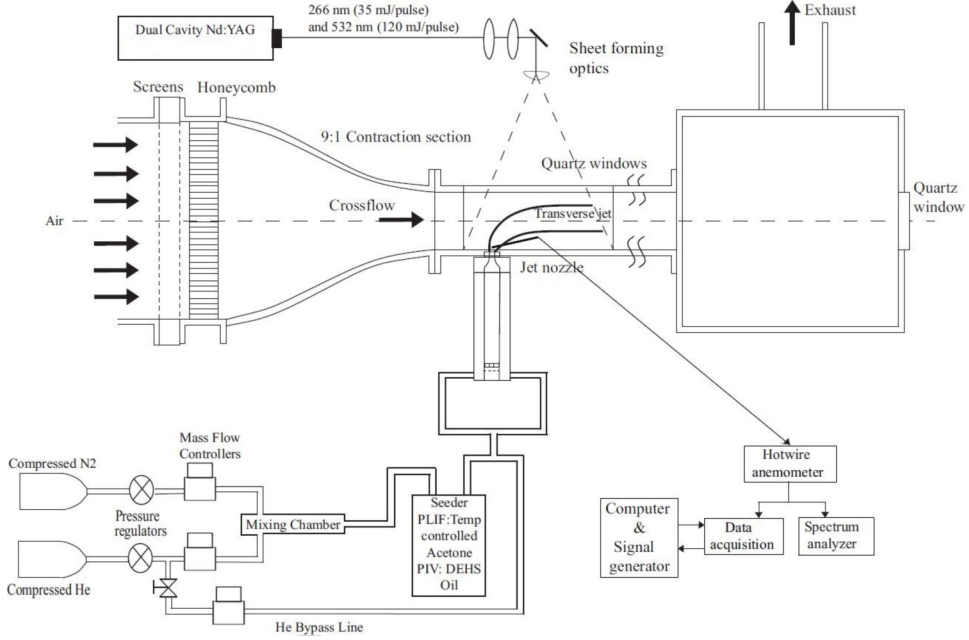 266 nm (35 mJ/pulse)
and 532 nm (120 mJ/pulse)
Dual Cavity Nd:YAG
Exhaust
Sheet forming
optics
Screens
Honeycomb
9:1 Contraction section
Quartz windows
Quartz
window
Crossflow
Transverse jet
Air
Jet nozzle
Mass Flow
Controllers
Compressed N2
Pressure
regulators
Mixing Chamber
Seeder
PLIF:Temp
controlled
Acetone
PIV: DEHS
Oil
Compressed He
He Bypass Line
Hotwire
anemometer
Computer
&
Signal
generator
Data
acquisition
Spectrum
analyzer